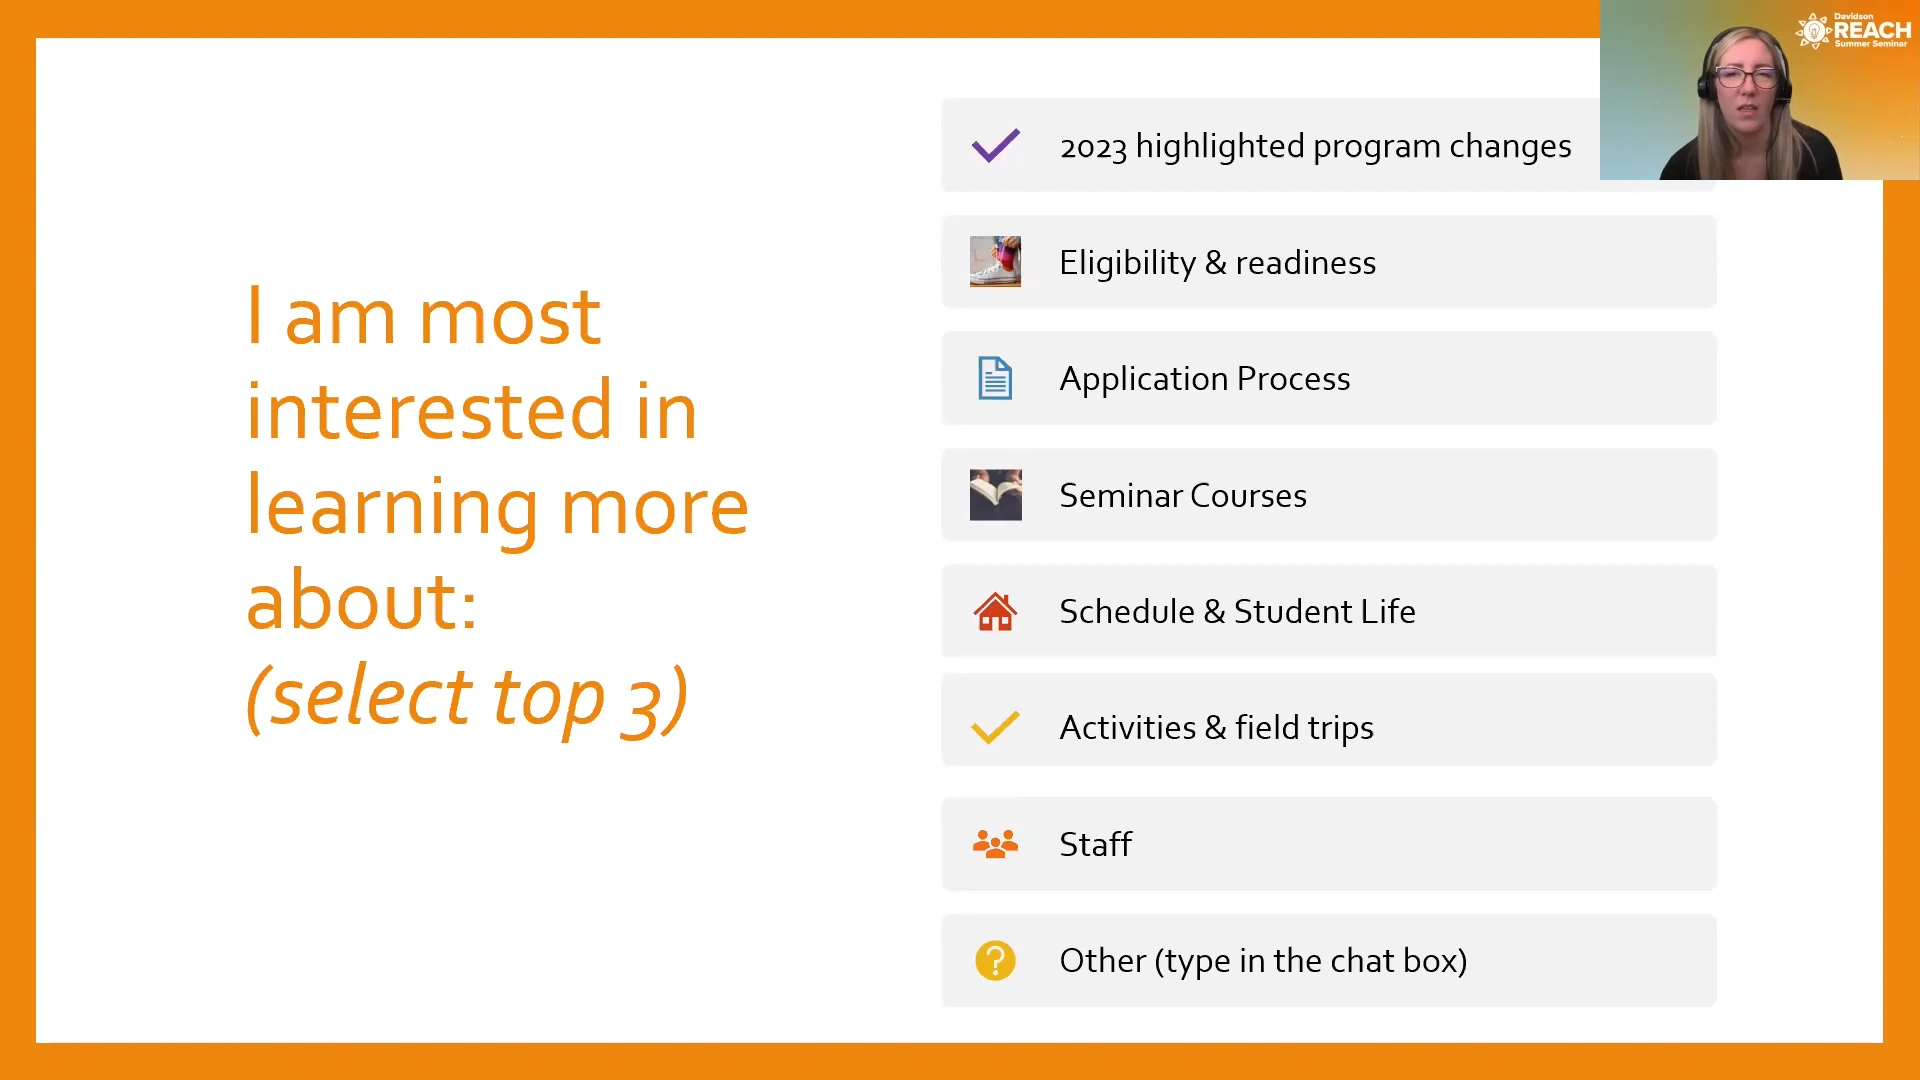 I am most
interested in
learning more
about:
(select top 3)
2023 highlighted program changes
Eligibility & readiness
Application Process
Seminar Courses
Schedule & Student Life
Activities & field trips
Staff
Other (type in the chat box)
Davidson
REACH
Summer Seminar